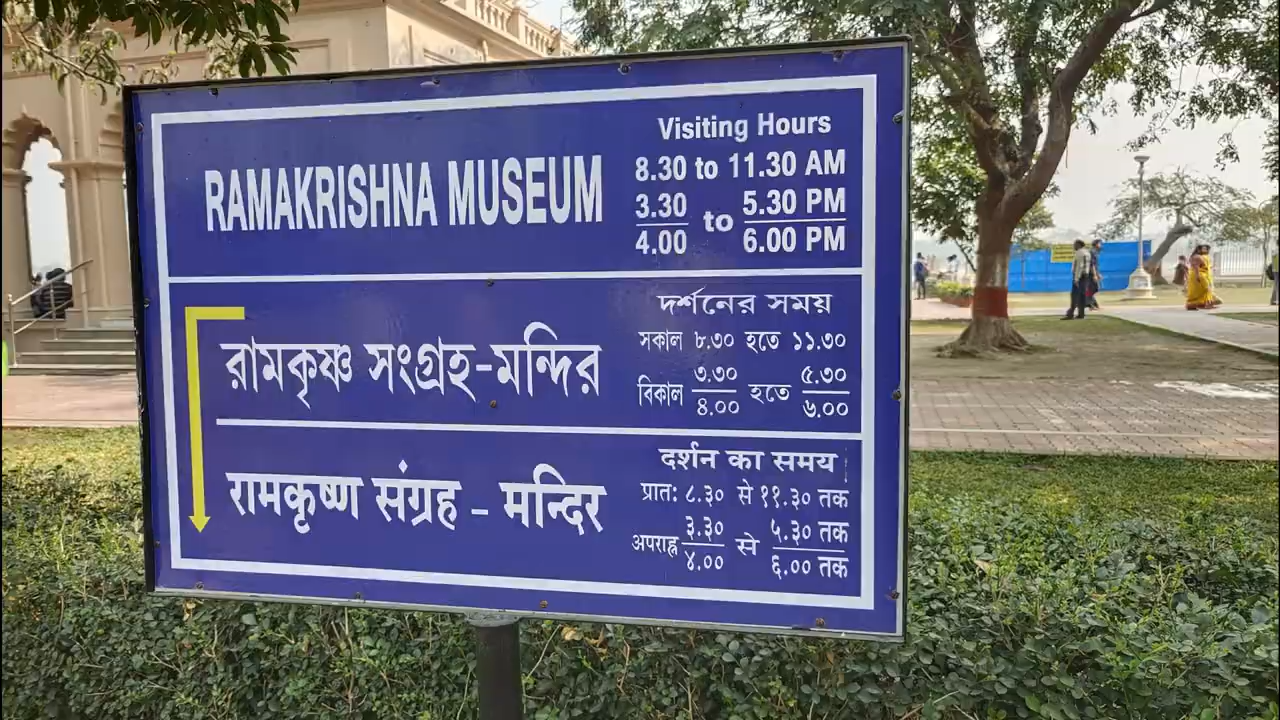 RAMAKRISHNA MUSEUM
Visiting Hours
8.30 to 11.30 AM
3.30 to 5.30 PM
4.00 6.00 PM
রামকৃষ্ণ সংগ্রহ-মন্দির
দর্শনের সময়
সকাল ৮.৩০ হতে ১১.৩০
বিকাল ৩.৩০ হতে ৫.৩০
৪.০০ ৬.০০
रामकृष्ण संग्रह - मन्दिर
दर्शन का समय
प्रात: ८.३० से ११.३० तक
अपराह्न ३.३० से ५.३० तक
४.०० ६.०० तक